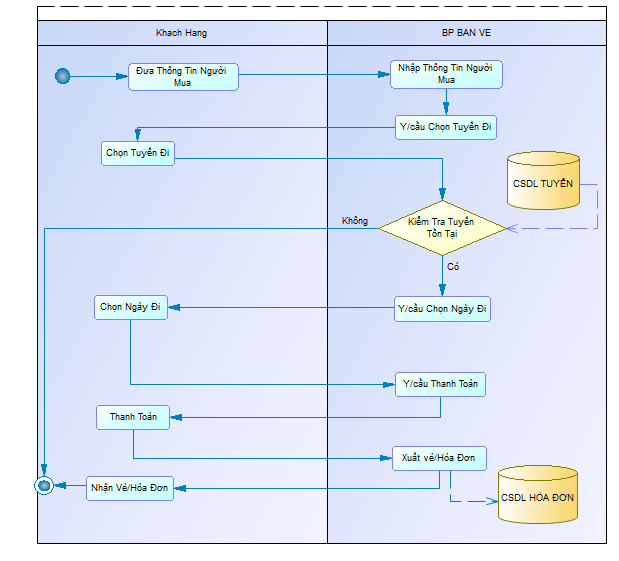 Khach Hang
BP BAN VE
Đưa Thông Tin Người
Mua
Nhập Thông Tin Người
Mua
Y/cầu Chọn Tuyến Đi
Chọn Tuyến Đi
CSDL TUYẾN
Kiểm Tra Tuyến
Tồn Tại
Không
Có
Chọn Ngày Đi
Y/cầu Chọn Ngày Đi
Y/cầu Thanh Toán
Thanh Toán
Xuất vé/Hóa Đơn
Nhận Vé/Hóa Đơn
CSDL HÓA ĐƠN